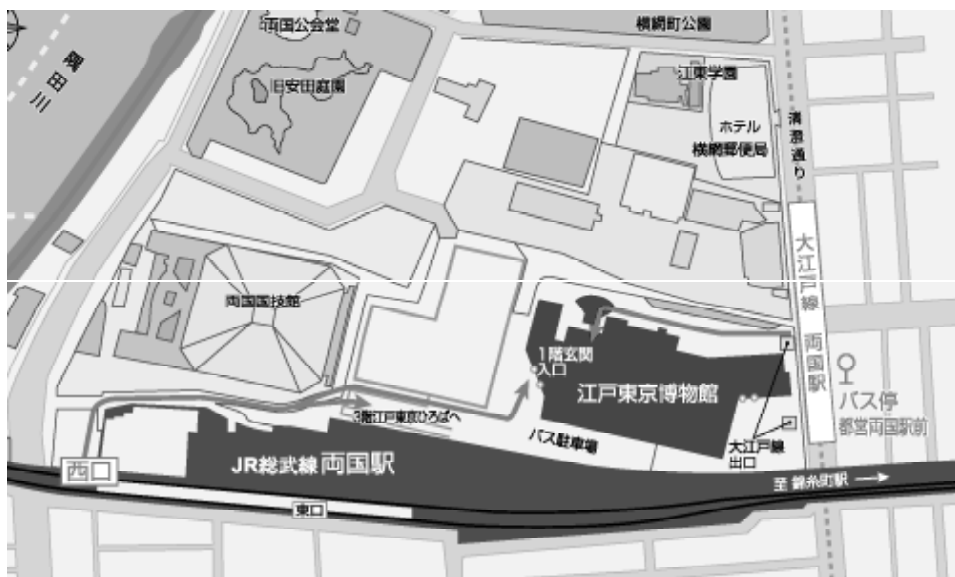 両国公会堂
横網町公園
隅田川
旧安田庭園
江東学園
ホテル
横網郵便局
清澄通り
大江戸線 両国駅
両国国技館
1階玄関
入口
江戸東京博物館
バス停
都営両国駅前
3階江戸東京ひろばへ
バス駐車場
大江戸線
出口
西口
JR総武線 両国駅
至 錦糸町駅
東口